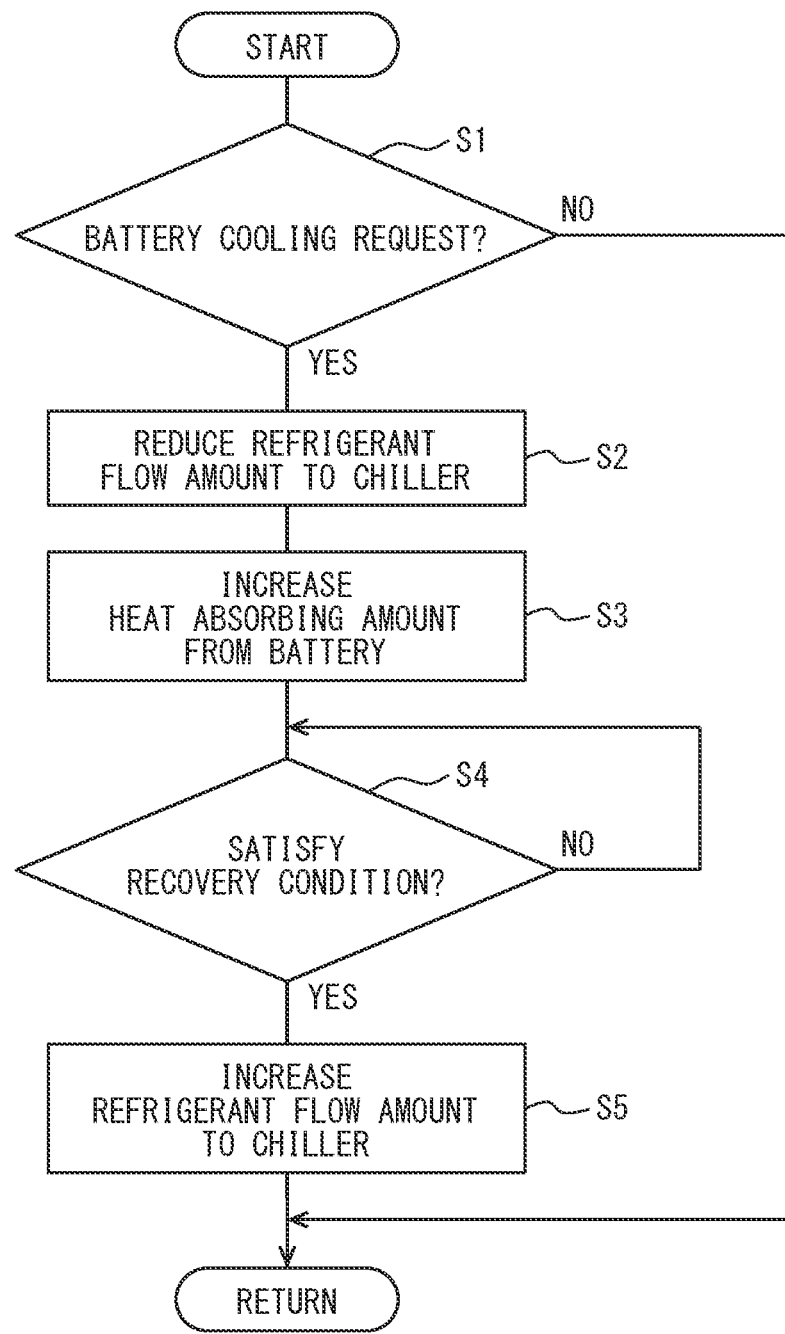 START
S1
BATTERY COOLING REQUEST?
NO
YES
REDUCE REFRIGERANT
FLOW AMOUNT TO CHILLER
S2
INCREASE
HEAT ABSORBING AMOUNT
FROM BATTERY
S3
S4
SATISFY
RECOVERY CONDITION?
NO
YES
INCREASE
REFRIGERANT FLOW AMOUNT
TO CHILLER
S5
RETURN